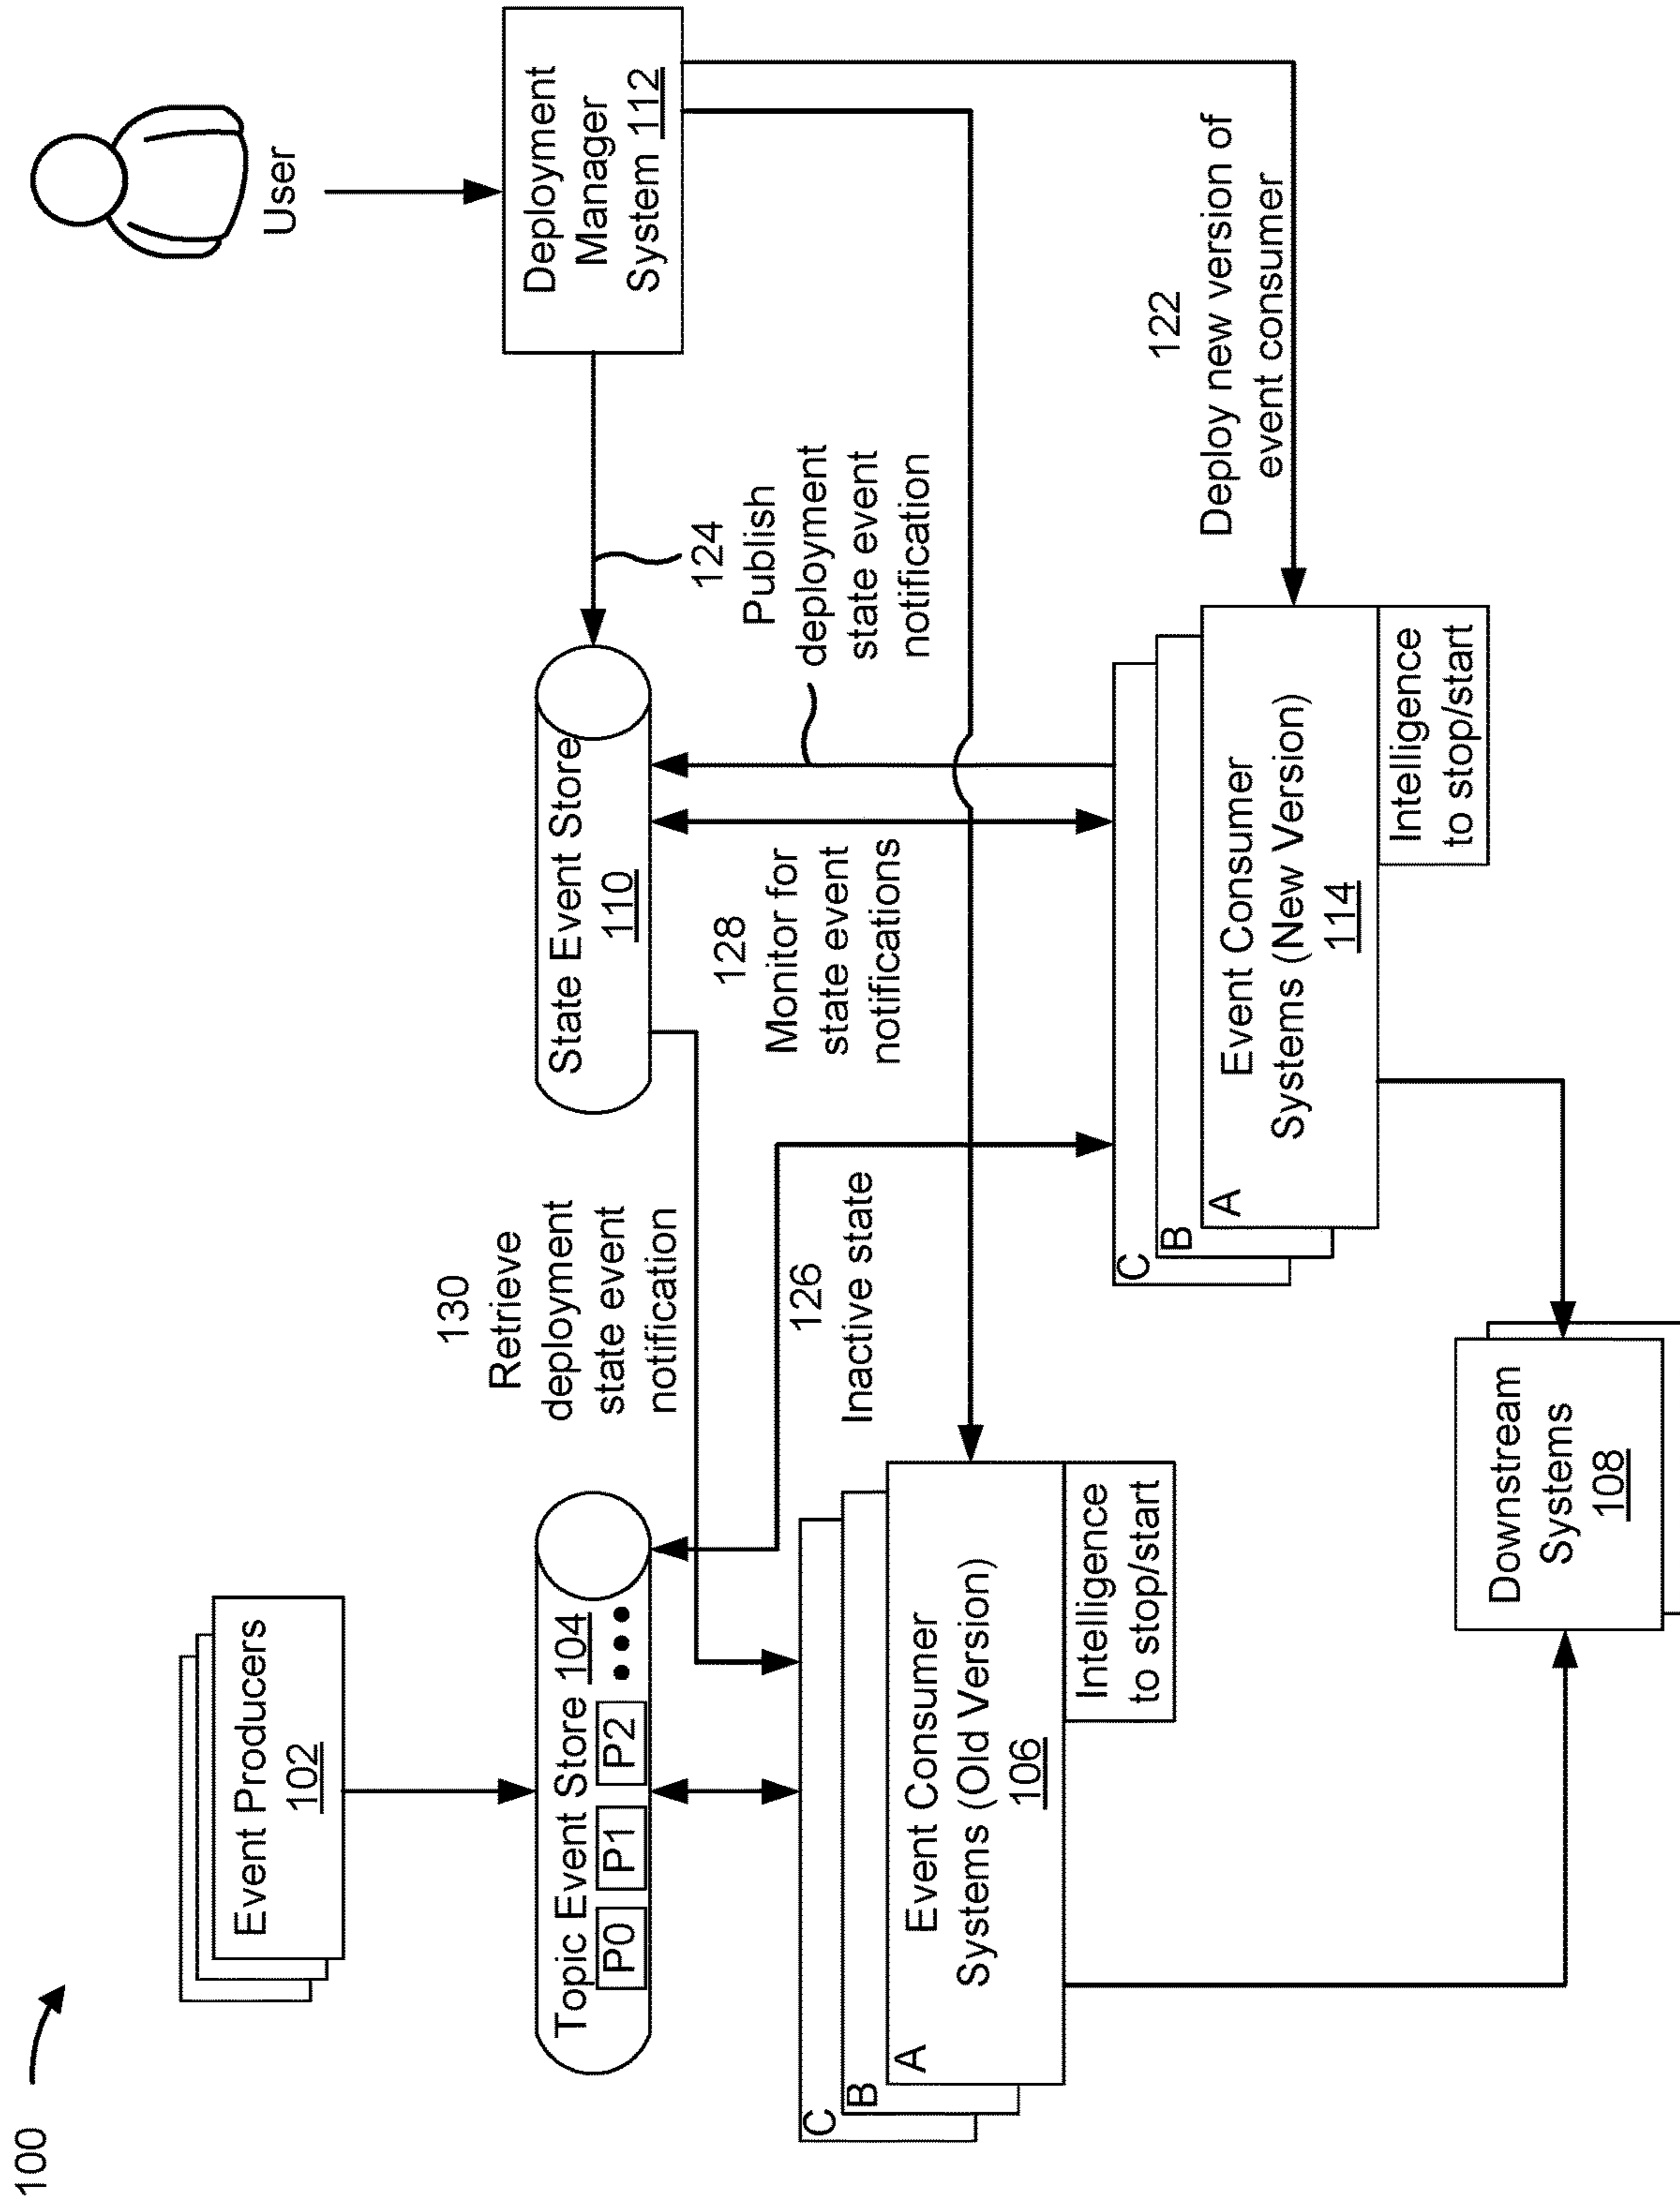 100
User
Event Producers
102
Deployment
Manager
System 112
Topic Event Store 104
P0
P1
P2
State Event Store
110
130
Retrieve
deployment
state event
notification
124
Publish
deployment
state event
notification
128
Monitor for
state event
notifications
126
Inactive state
C
B
A
Event Consumer
Systems (Old Version)
106
Intelligence
to stop/start
122
Deploy new version of
event consumer
C
B
A
Event Consumer
Systems (New Version)
114
Intelligence
to stop/start
Downstream
Systems
108